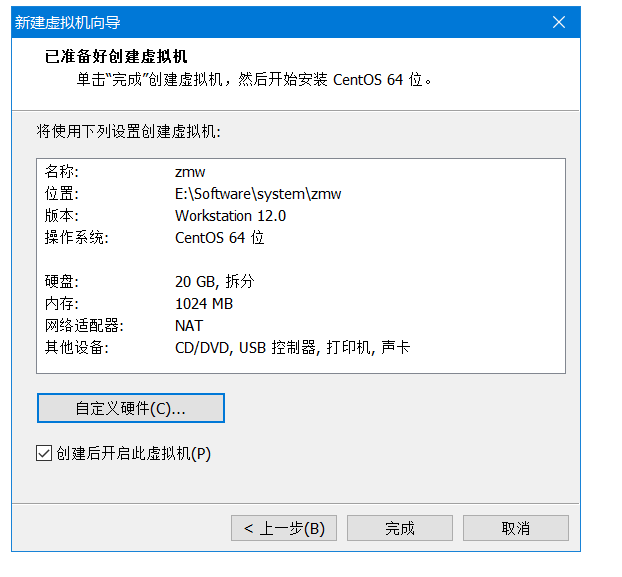 新建虚拟机向导
已准备好创建虚拟机
单击“完成”创建虚拟机，然后开始安装 CentOS 64 位。
将使用下列设置创建虚拟机:
名称: zmw
位置: E:\Software\system\zmw
版本: Workstation 12.0
操作系统: CentOS 64 位
硬盘: 20 GB, 拆分
内存: 1024 MB
网络适配器: NAT
其他设备: CD/DVD, USB 控制器, 打印机, 声卡
自定义硬件(C)...
创建后开启此虚拟机(P)
< 上一步(B) 完成 取消